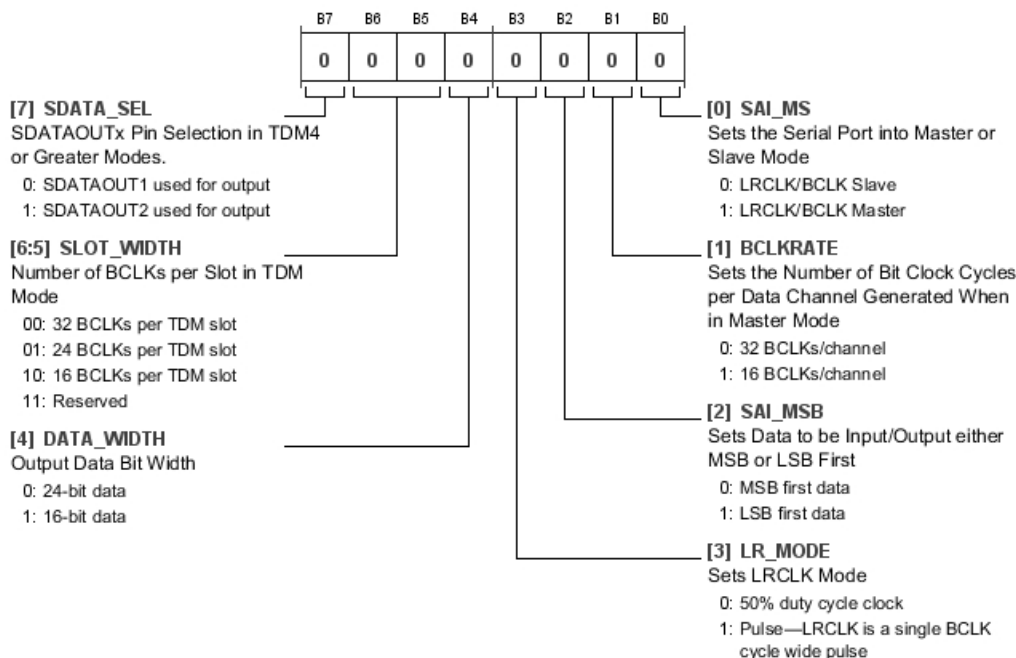 B7 B6 B5 B4 B3 B2 B1 B0
0 0 0 0 0 0 0 0
[7] SDATA_SEL
SDATAOUTx Pin Selection in TDM4
or Greater Modes.
0: SDATAOUT1 used for output
1: SDATAOUT2 used for output
[6:5] SLOT_WIDTH
Number of BCLKs per Slot in TDM
Mode
00: 32 BCLKs per TDM slot
01: 24 BCLKs per TDM slot
10: 16 BCLKs per TDM slot
11: Reserved
[4] DATA_WIDTH
Output Data Bit Width
0: 24-bit data
1: 16-bit data
[0] SAI_MS
Sets the Serial Port into Master or
Slave Mode
0: LRCLK/BCLK Slave
1: LRCLK/BCLK Master
[1] BCLKRATE
Sets the Number of Bit Clock Cycles
per Data Channel Generated When
in Master Mode
0: 32 BCLKs/channel
1: 16 BCLKs/channel
[2] SAI_MSB
Sets Data to be Input/Output either
MSB or LSB First
0: MSB first data
1: LSB first data
[3] LR_MODE
Sets LRCLK Mode
0: 50% duty cycle clock
1: Pulse—LRCLK is a single BCLK
cycle wide pulse